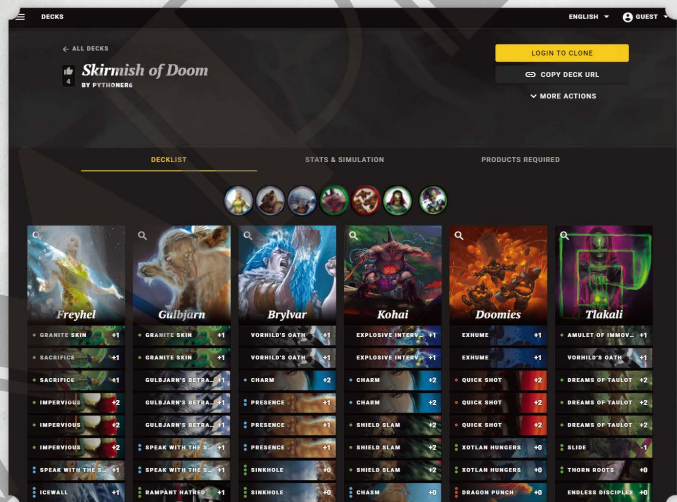 DECKS
ENGLISH
GUEST
ALL DECKS
4
Skirmish of Doom
BY PYTHONER6
LOGIN TO CLONE
COPY DECK URL
MORE ACTIONS
DECKLIST
STATS & SIMULATION
PRODUCTS REQUIRED
Freyhel
GRANITE SKIN +1
SACRIFICE +1
SACRIFICE +1
IMPERVIOUS +2
IMPERVIOUS +2
IMPERVIOUS +2
SPEAK WITH THE S... +1
ICEWALL +1
Gulbjarn
GRANITE SKIN +1
GRANITE SKIN +1
GULBJARN'S BETRA... +1
GULBJARN'S BETRA... +1
GULBJARN'S BETRA... +1
SPEAK WITH THE S... +1
SPEAK WITH THE S... +1
RAMPANT HATRED +1
Brylvar
VORHILD'S OATH +1
VORHILD'S OATH +1
CHARM +2
PRESENCE +1
PRESENCE +1
PRESENCE +1
SINKHOLE +0
SINKHOLE +0
Kohai
EXPLOSIVE INTERV... +1
EXPLOSIVE INTERV... +1
CHARM +2
CHARM +2
SHIELD SLAM +2
SHIELD SLAM +2
SHIELD SLAM +2
CHASM +0
Doomies
EXHUME +1
EXHUME +1
QUICK SHOT +2
QUICK SHOT +2
QUICK SHOT +2
XOTLAN HUNGERS +0
XOTLAN HUNGERS +0
DRAGON PUNCH +0
Tlakali
AMULET OF IMMOV... +1
VORHILD'S OATH +1
DREAMS OF TAULOT +2
DREAMS OF TAULOT +2
DREAMS OF TAULOT +2
SLIDE -1
THORN ROOTS +0
ENDLESS DISCIPLES +0